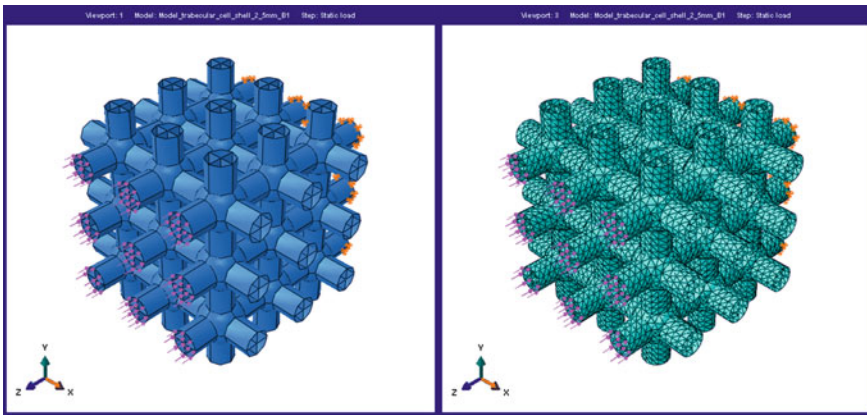 Viewport: 1 Model: Model_trabecular_cell_shell_2_5mm_B1 Step: Static load
Viewport: 3 Model: Model_trabecular_cell_shell_2_5mm_B1 Step: Static load
Y
Z
X
Y
Z
X